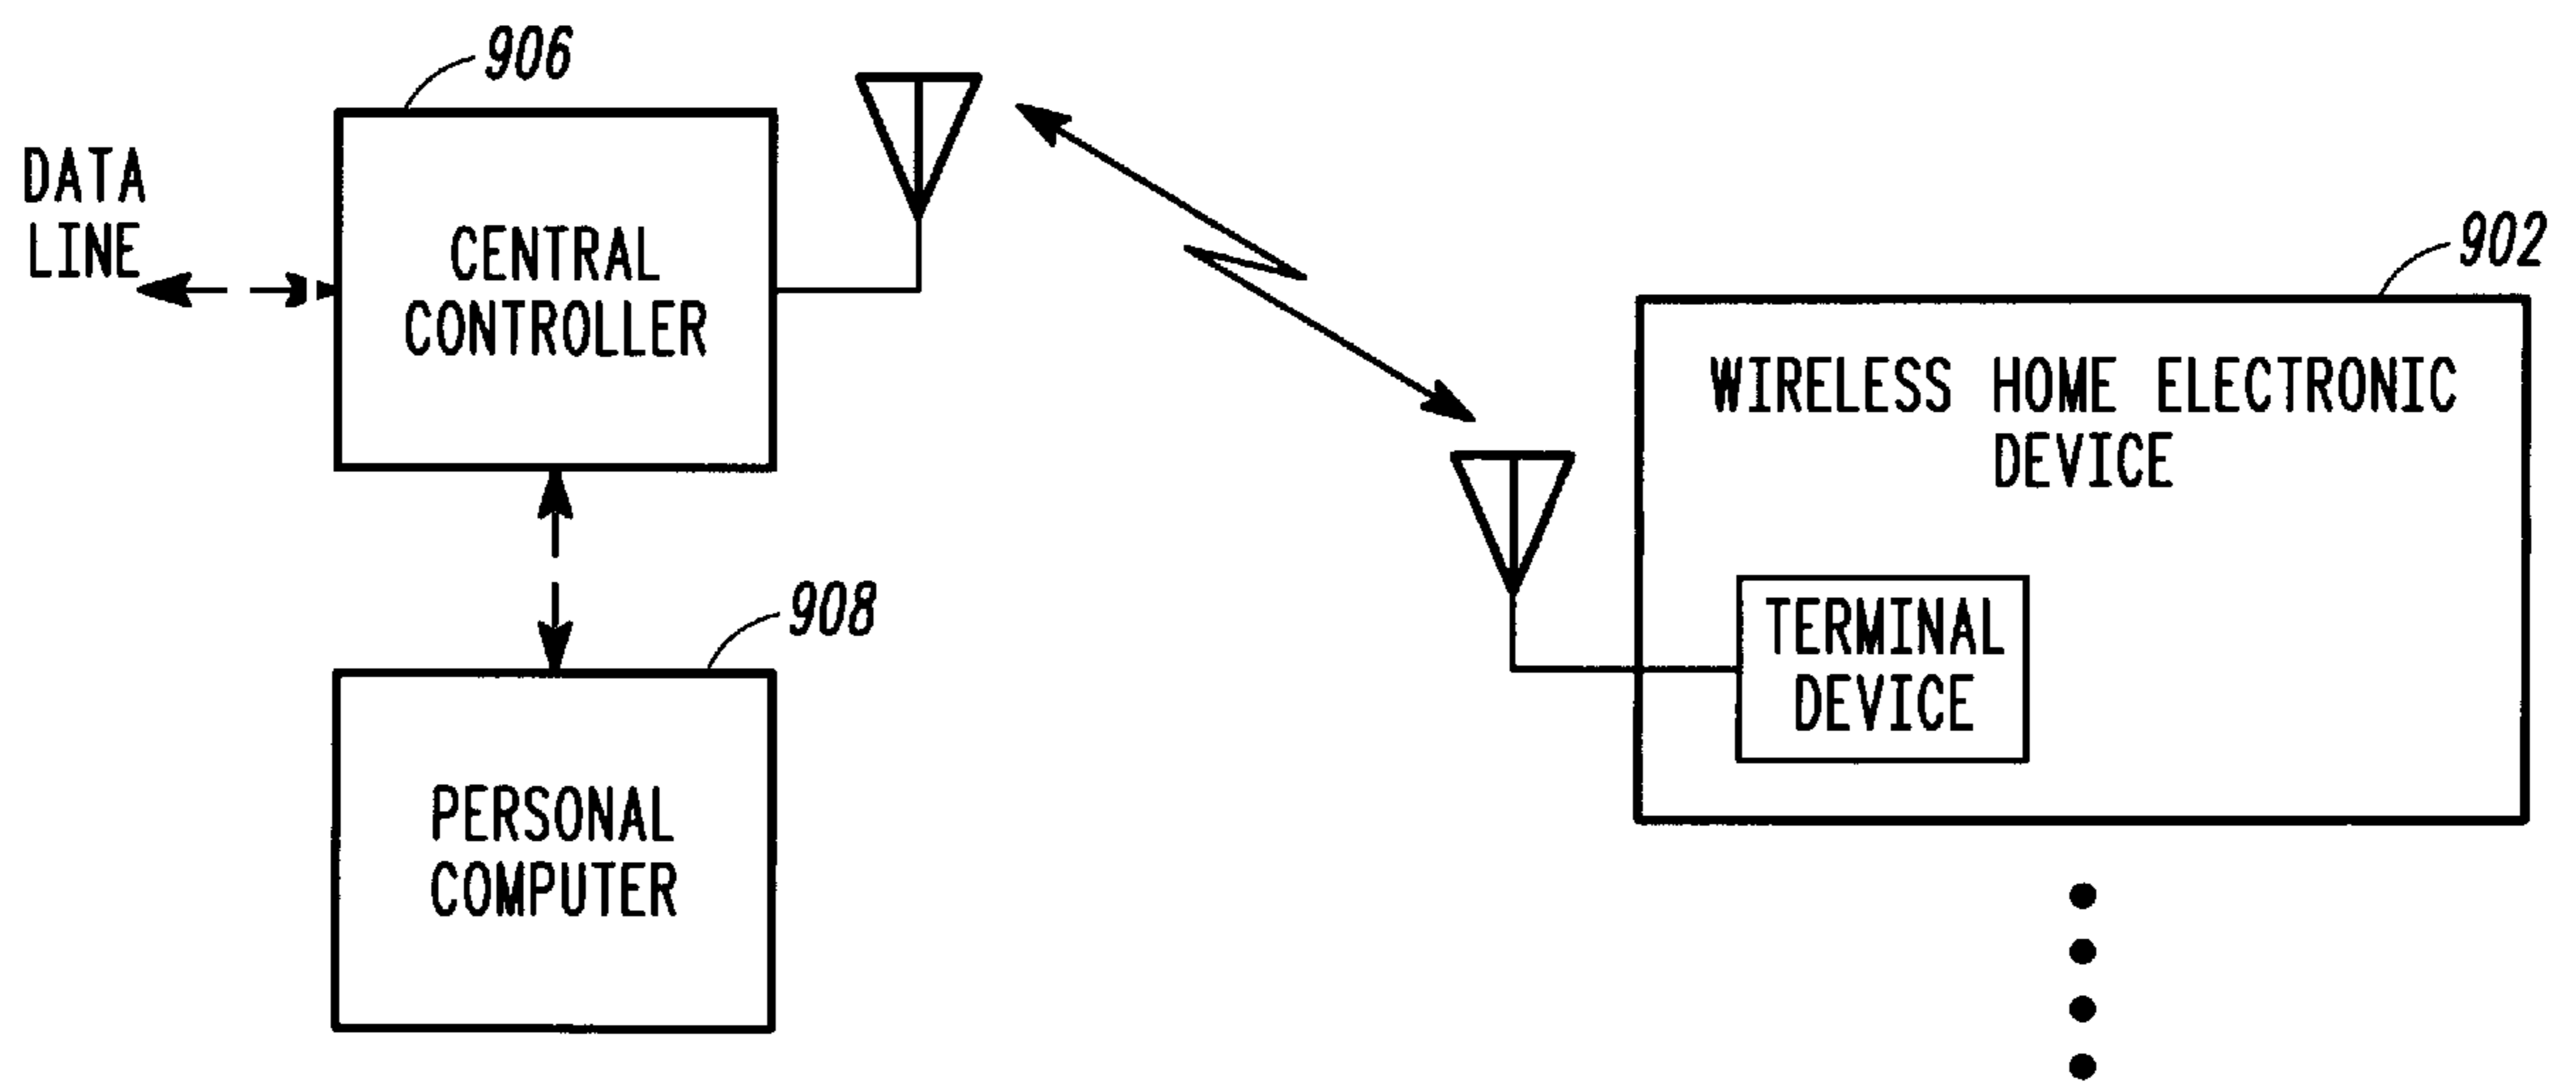 906
DATA
LINE
CENTRAL
CONTROLLER
902
WIRELESS HOME ELECTRONIC
DEVICE
TERMINAL
DEVICE
908
PERSONAL
COMPUTER